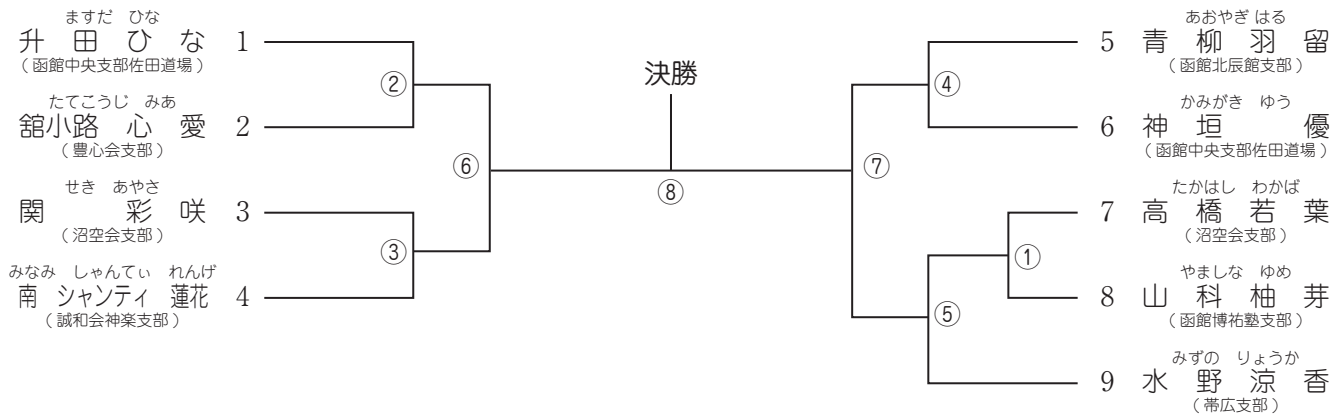 ますだ ひな
升田ひな 1
（函館中央支部佐田道場）
たてこうじ みあ
舘小路 心愛 2
（豊心会支部）
せき あやさ
関 彩咲 3
（沼空会支部）
みなみ しゃんてぃ れんげ
南 シャンティ 蓮花 4
（誠和会神楽支部）
②
③
⑥
決勝
⑧
⑦
④
①
⑤
あおやぎ はる
5 青柳羽留
（函館北辰館支部）
かみがき ゆう
6 神垣 優
（函館中央支部佐田道場）
たかはし わかば
7 高橋若葉
（沼空会支部）
やましな ゆめ
8 山科柚芽
（函館博祐塾支部）
みずの りょうか
9 水野涼香
（帯広支部）